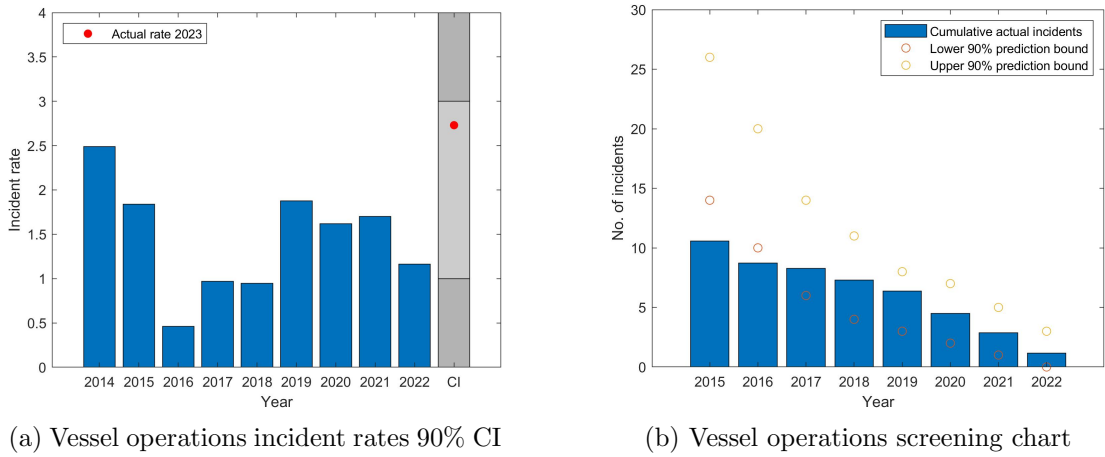 Actual rate 2023
Incident rate
4
3.5
3
2.5
2
1.5
1
0.5
0
2014 2015 2016 2017 2018 2019 2020 2021 2022 CI
Year
(a) Vessel operations incident rates 90% CI
Cumulative actual incidents
Lower 90% prediction bound
Upper 90% prediction bound
No. of incidents
30
25
20
15
10
5
0
2015 2016 2017 2018 2019 2020 2021 2022
Year
(b) Vessel operations screening chart